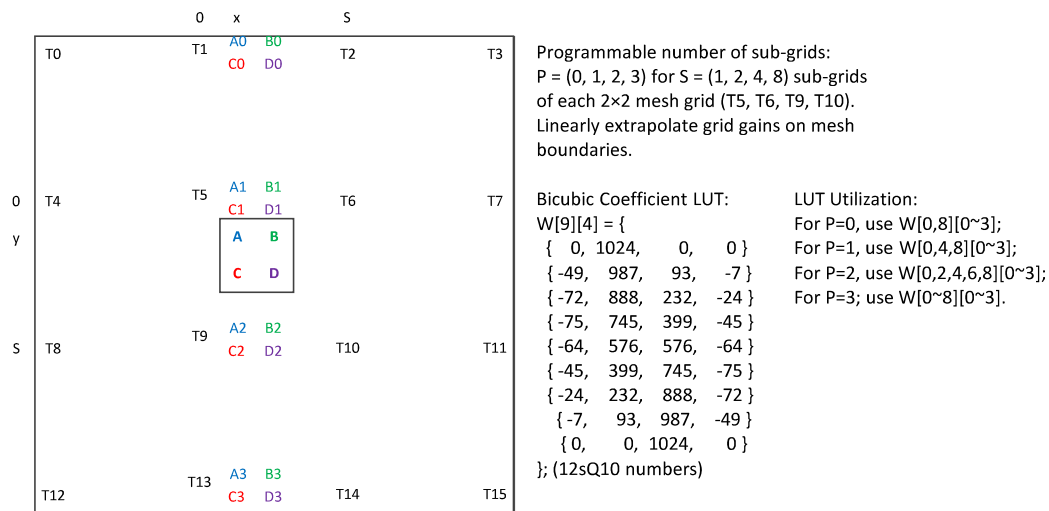 0 x S
T0 T1 A0 B0 T2 T3
C0 D0
A1 B1
0 T4 T5 T6 T7
C1 D1
y A B
C D
A2 B2
S T8 T9 T10 T11
C2 D2
A3 B3
T12 T13 T14 T15
C3 D3
Programmable number of sub-grids:
P = (0, 1, 2, 3) for S = (1, 2, 4, 8) sub-grids
of each 2×2 mesh grid (T5, T6, T9, T10).
Linearly extrapolate grid gains on mesh
boundaries.
Bicubic Coefficient LUT:
W[9][4] = {
{ 0, 1024, 0, 0 }
{ -49, 987, 93, -7 }
{ -72, 888, 232, -24 }
{ -75, 745, 399, -45 }
{ -64, 576, 576, -64 }
{ -45, 399, 745, -75 }
{ -24, 232, 888, -72 }
{ -7, 93, 987, -49 }
{ 0, 0, 1024, 0 }
}; (12sQ10 numbers)
LUT Utilization:
For P=0, use W[0,8][0~3];
For P=1, use W[0,4,8][0~3];
For P=2, use W[0,2,4,6,8][0~3];
For P=3; use W[0~8][0~3].